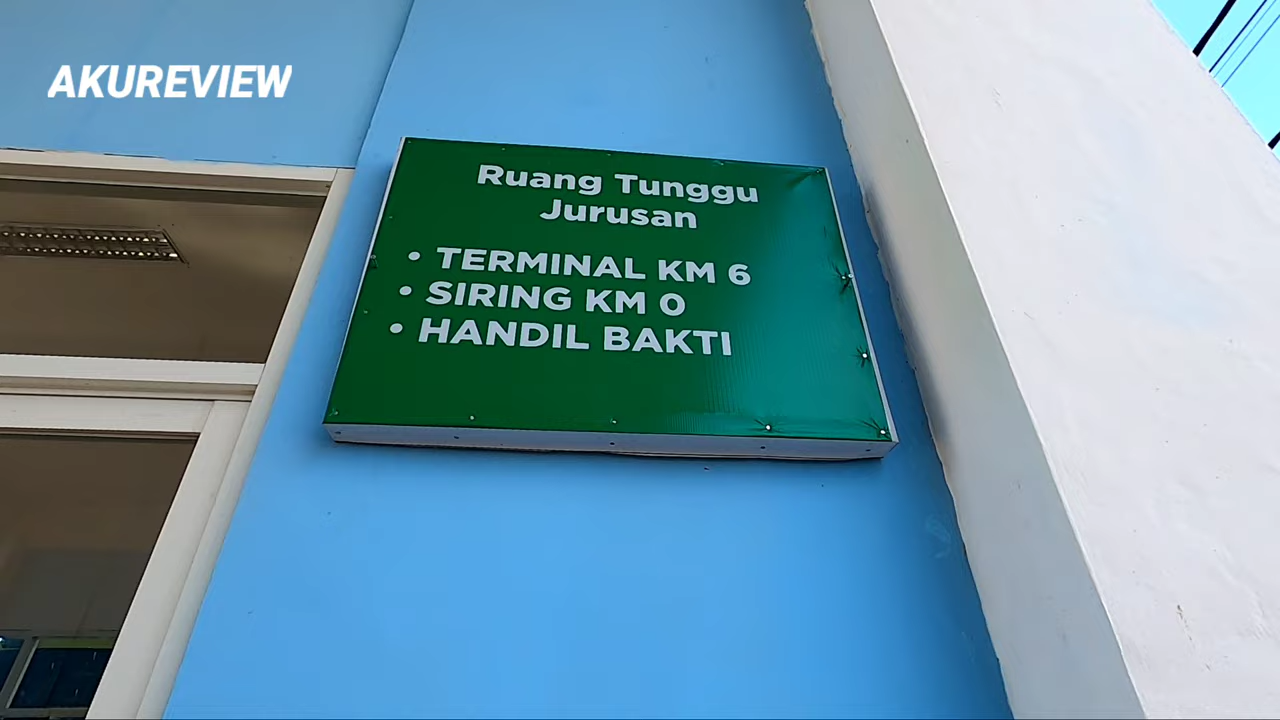 AKUREVIEW
Ruang Tunggu
Jurusan
• TERMINAL KM 6
• SIRING KM 0
• HANDIL BAKTI